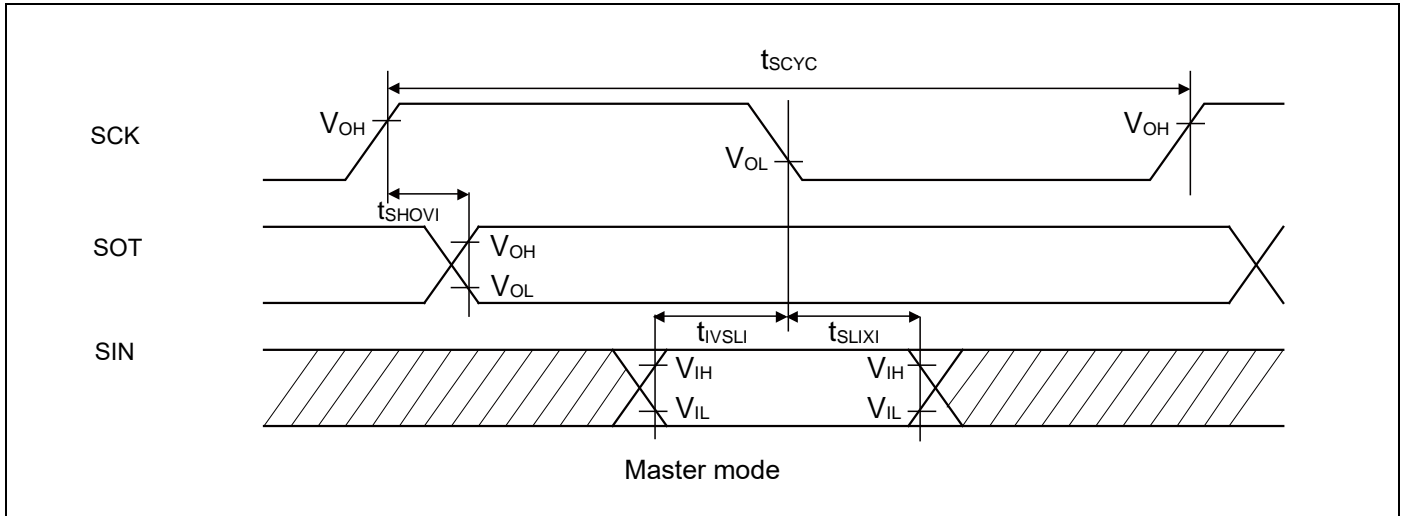 tSCYC
SCK
VOH
VOH
VOL
tSHOVI
SOT
VOH
VOL
SIN
tIVSLI
tSLIXI
VIH
VIH
VIL
VIL
Master mode